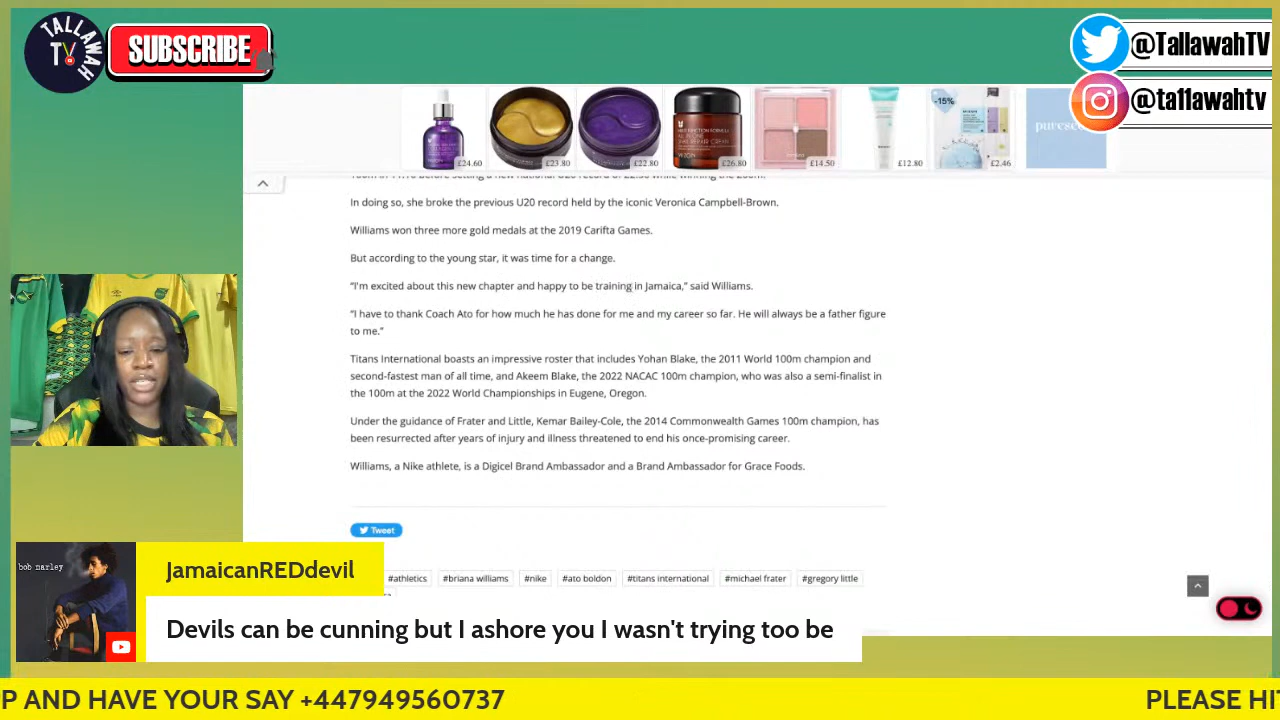 TALLAWAH
TV
SUBSCRIBE
@TallawahTV
@ta11awahtv
£24.60
£23.80
£22.80
£26.80
£14.50
£12.80
-15%
£2.46
In doing so, she broke the previous U20 record held by the iconic Veronica Campbell-Brown.
Williams won three more gold medals at the 2019 Carifta Games.
But according to the young star, it was time for a change.
"I'm excited about this new chapter and happy to be training in Jamaica," said Williams.
"I have to thank Coach Ato for how much he has done for me and my career so far. He will always be a father figure
to me."
Titans International boasts an impressive roster that includes Yohan Blake, the 2011 World 100m champion and
second-fastest man of all time, and Akeem Blake, the 2022 NACAC 100m champion, who was also a semi-finalist in
the 100m at the 2022 World Championships in Eugene, Oregon.
Under the guidance of Frater and Little, Kemar Bailey-Cole, the 2014 Commonwealth Games 100m champion, has
been resurrected after years of injury and illness threatened to end his once-promising career.
Williams, a Nike athlete, is a Digicel Brand Ambassador and a Brand Ambassador for Grace Foods.
Tweet
#athletics #briana williams #nike #ato boldon #titans international #michael frater #gregory little
bob narley
JamaicanREDdevil
Devils can be cunning but I ashore you I wasn't trying too be
P AND HAVE YOUR SAY +447949560737
PLEASE HI